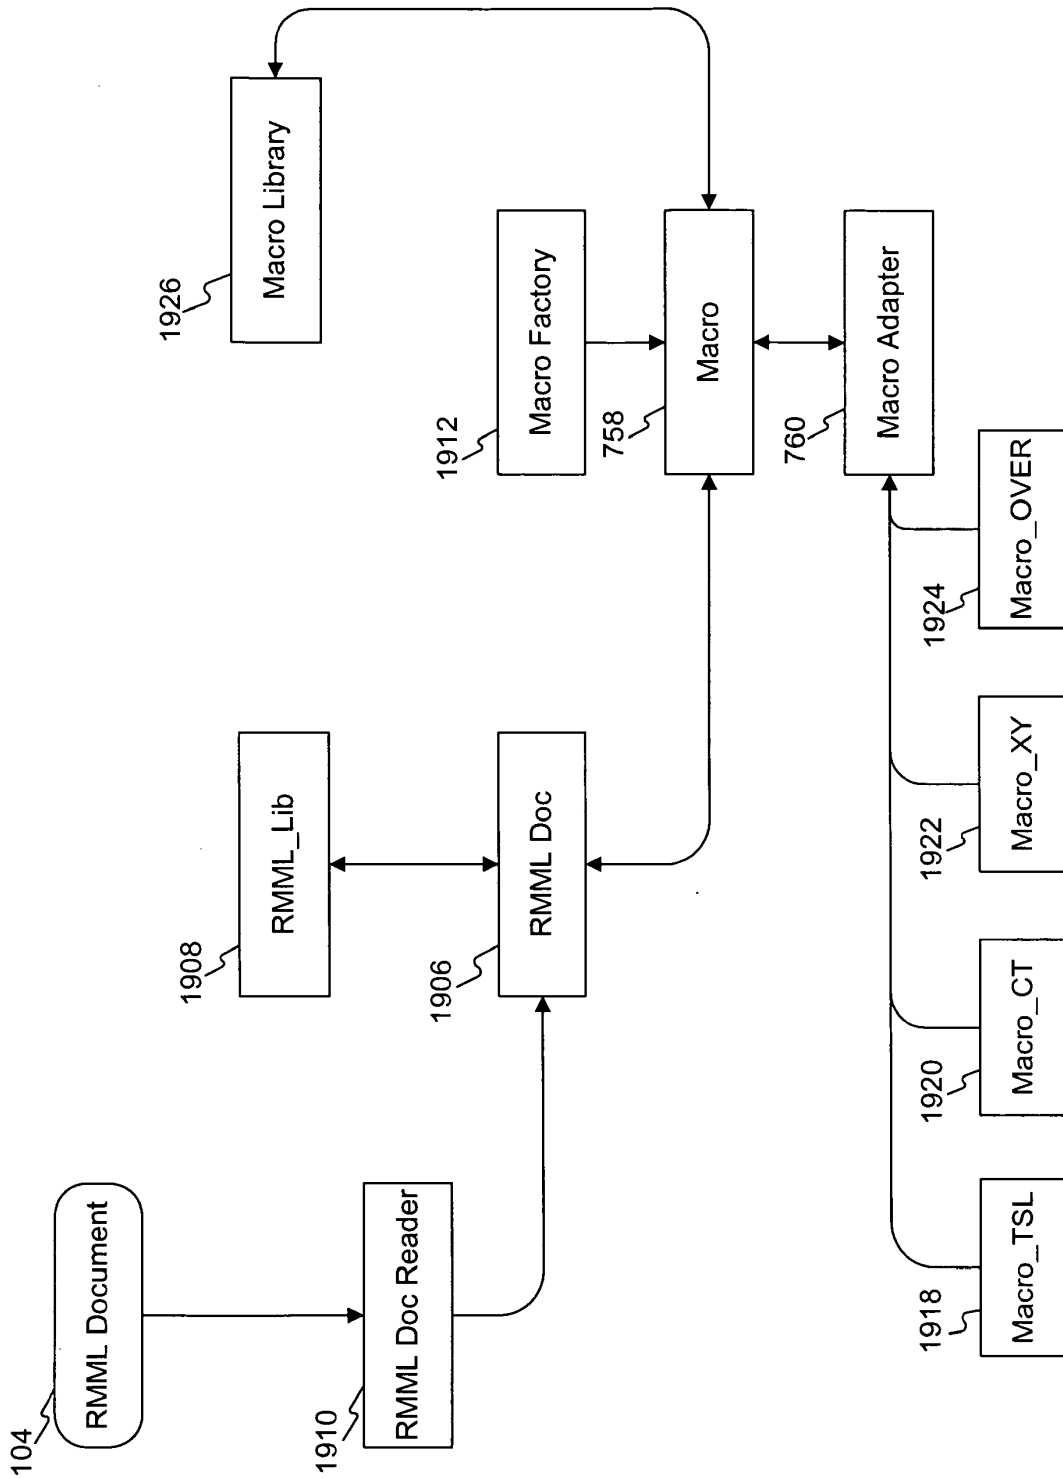 104
RMML Document
1910
RMML Doc Reader
1908
RMML_Lib
1906
RMML Doc
1926
Macro Library
1912
Macro Factory
758
Macro
760
Macro Adapter
1918
Macro_TSL
1920
Macro_CT
1922
Macro_XY
1924
Macro_OVER